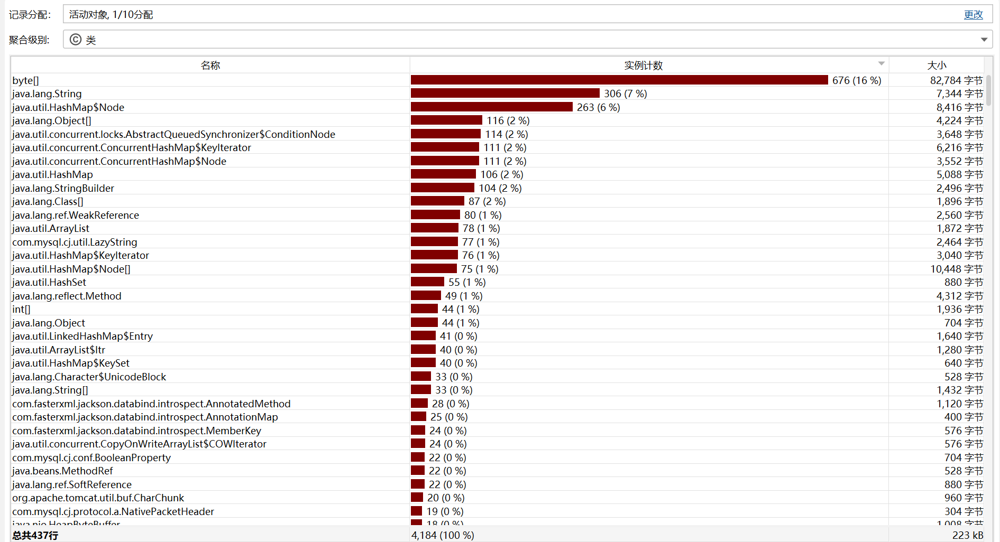 记录分配: 活动对象, 1/10分配 更改
聚合级别: © 类
名称 实例计数 大小
byte[] 676 (16 %) 82,784 字节
java.lang.String 306 (7 %) 7,344 字节
java.util.HashMap$Node 263 (6 %) 8,416 字节
java.lang.Object[] 116 (2 %) 4,224 字节
java.util.concurrent.locks.AbstractQueuedSynchronizer$ConditionNode 114 (2 %) 3,648 字节
java.util.concurrent.ConcurrentHashMap$KeyIterator 111 (2 %) 6,216 字节
java.util.concurrent.ConcurrentHashMap$Node 111 (2 %) 3,552 字节
java.util.HashMap 106 (2 %) 5,088 字节
java.lang.StringBuilder 104 (2 %) 2,496 字节
java.lang.Class[] 87 (2 %) 1,896 字节
java.lang.ref.WeakReference 80 (1 %) 2,560 字节
java.util.ArrayList 78 (1 %) 1,872 字节
com.mysql.cj.util.LazyString 77 (1 %) 2,464 字节
java.util.HashMap$KeyIterator 76 (1 %) 3,040 字节
java.util.HashMap$Node[] 75 (1 %) 10,448 字节
java.util.HashSet 55 (1 %) 880 字节
java.lang.reflect.Method 49 (1 %) 4,312 字节
int[] 44 (1 %) 1,936 字节
java.lang.Object 44 (1 %) 704 字节
java.util.LinkedHashMap$Entry 41 (0 %) 1,640 字节
java.util.ArrayList$Itr 40 (0 %) 1,280 字节
java.util.HashMap$KeySet 40 (0 %) 640 字节
java.lang.Character$UnicodeBlock 33 (0 %) 528 字节
java.lang.String[] 33 (0 %) 1,432 字节
com.fasterxml.jackson.databind.introspect.AnnotatedMethod 28 (0 %) 1,120 字节
com.fasterxml.jackson.databind.introspect.AnnotationMap 25 (0 %) 400 字节
com.fasterxml.jackson.databind.introspect.MemberKey 24 (0 %) 576 字节
java.util.concurrent.CopyOnWriteArrayList$COWIterator 24 (0 %) 576 字节
com.mysql.cj.conf.BooleanProperty 22 (0 %) 704 字节
java.beans.MethodRef 22 (0 %) 528 字节
java.lang.ref.SoftReference 22 (0 %) 880 字节
org.apache.tomcat.util.buf.CharChunk 20 (0 %) 960 字节
com.mysql.cj.protocol.a.NativePacketHeader 19 (0 %) 304 字节
java.nio.HeapByteBuffer 18 (0 %) 1,008 字节
总共437行 4,184 (100 %) 223 kB